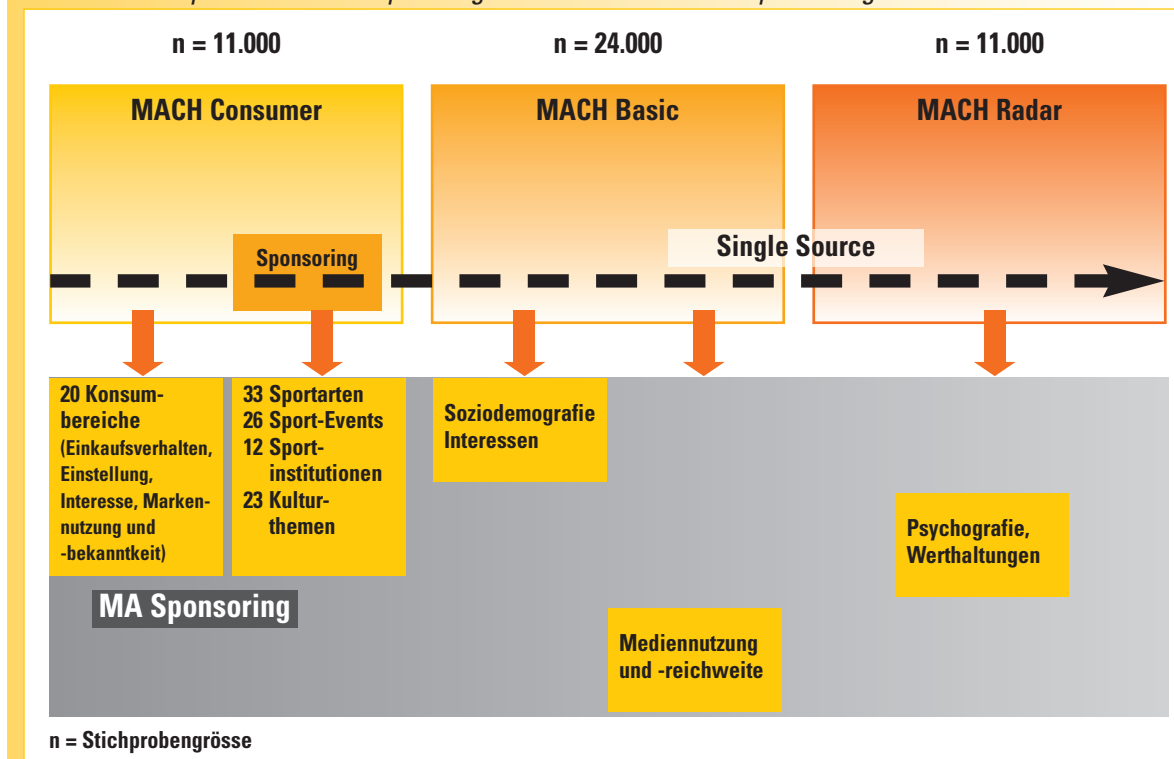 n = 11.000
n = 24.000
n = 11.000
MACH Consumer
MACH Basic
MACH Radar
Single Source
Sponsoring
20 Konsum-
bereiche
(Einkaufsverhalten,
Einstellung,
Interesse, Marken-
nutzung und
-bekanntkeit)
33 Sportarten
26 Sport-Events
12 Sport-
institutionen
23 Kultur-
themen
Soziodemografie
Interessen
Psychografie,
Werthaltungen
MA Sponsoring
Mediennutzung
und -reichweite
n = Stichprobengrösse